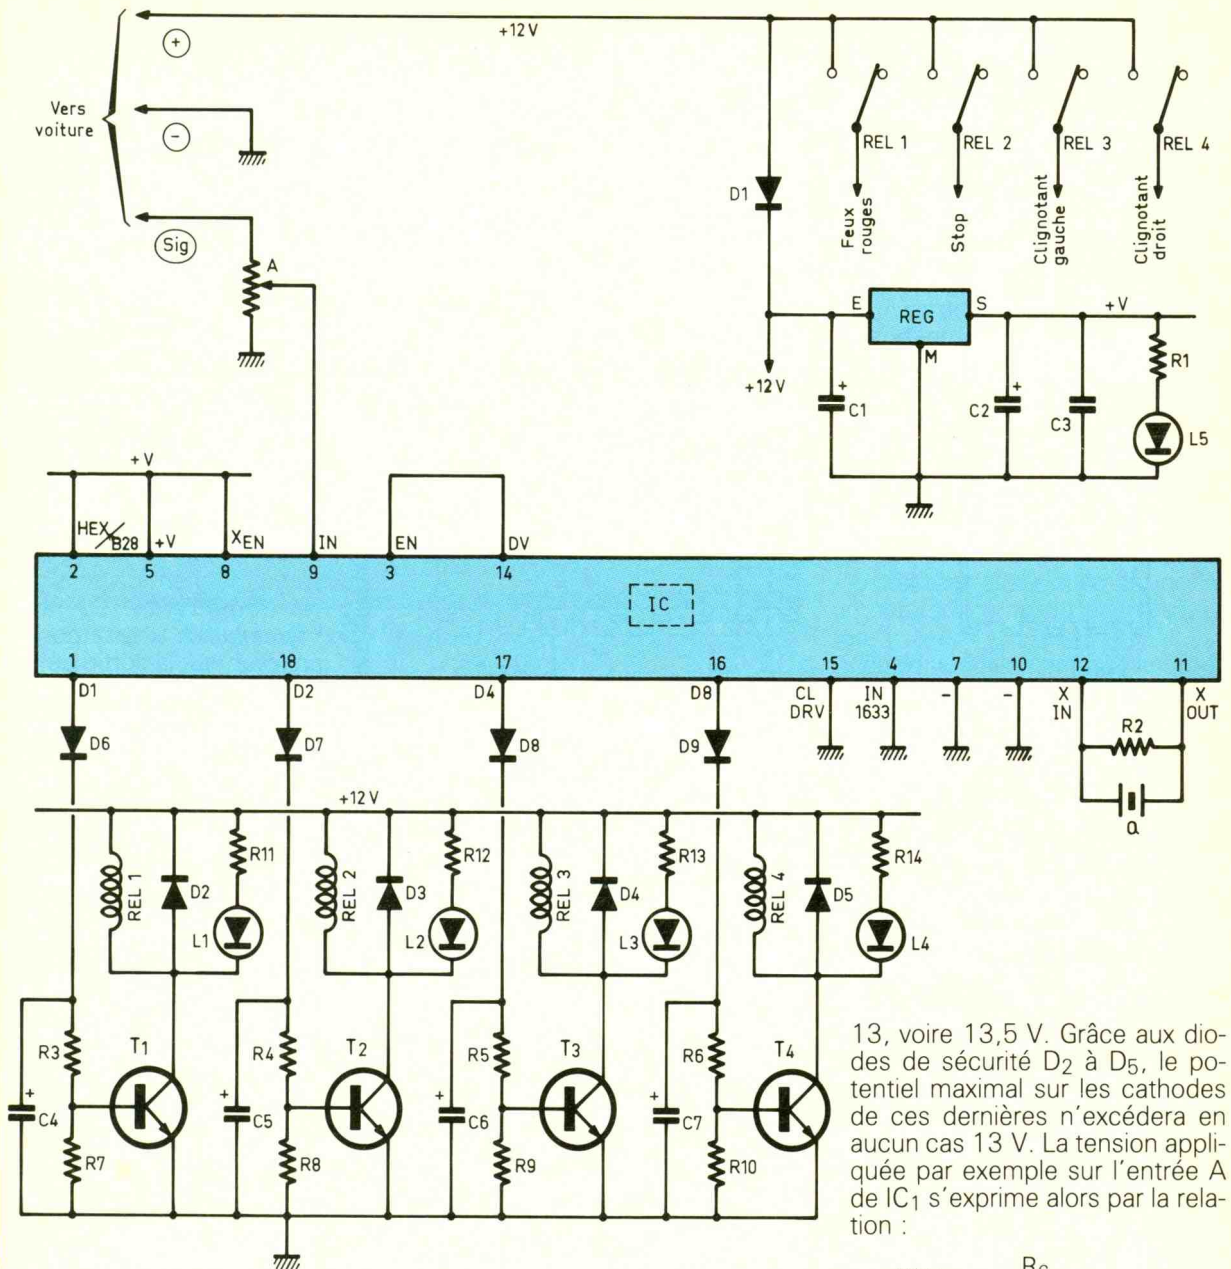 +12V
+
Vers
voiture
−
Sig
A
REL 1
REL 2
REL 3
REL 4
D1
Feux
rouges
Stop
Clignotant
gauche
Clignotant
droit
E
REG
S
+V
M
R1
+12V
+
C1
C2
+
C3
L5
+V
HEX/B28
+V
XEN
IN
EN
DV
2
5
8
9
3
14
IC
1
18
17
16
15
4
7
10
12
11
D1
D2
D4
D8
CL
DRV
IN
1633
−
−
X
IN
X
OUT
D6
D7
D8
D9
R2
Q
+12V
REL 1
D2
R11
L1
REL 2
D3
R12
L2
REL 3
D4
R13
L3
REL 4
D5
R14
L4
R3
T1
R4
T2
R5
T3
R6
T4
+
C4
+
C5
+
C6
+
C7
R7
R8
R9
R10
13, voire 13,5 V. Grâce aux dio-
des de sécurité D2 à D5, le po-
tentiel maximal sur les cathodes
de ces dernières n'excédera en
aucun cas 13 V. La tension appli-
quée par exemple sur l'entrée A
de IC1 s'exprime alors par la rela-
tion :